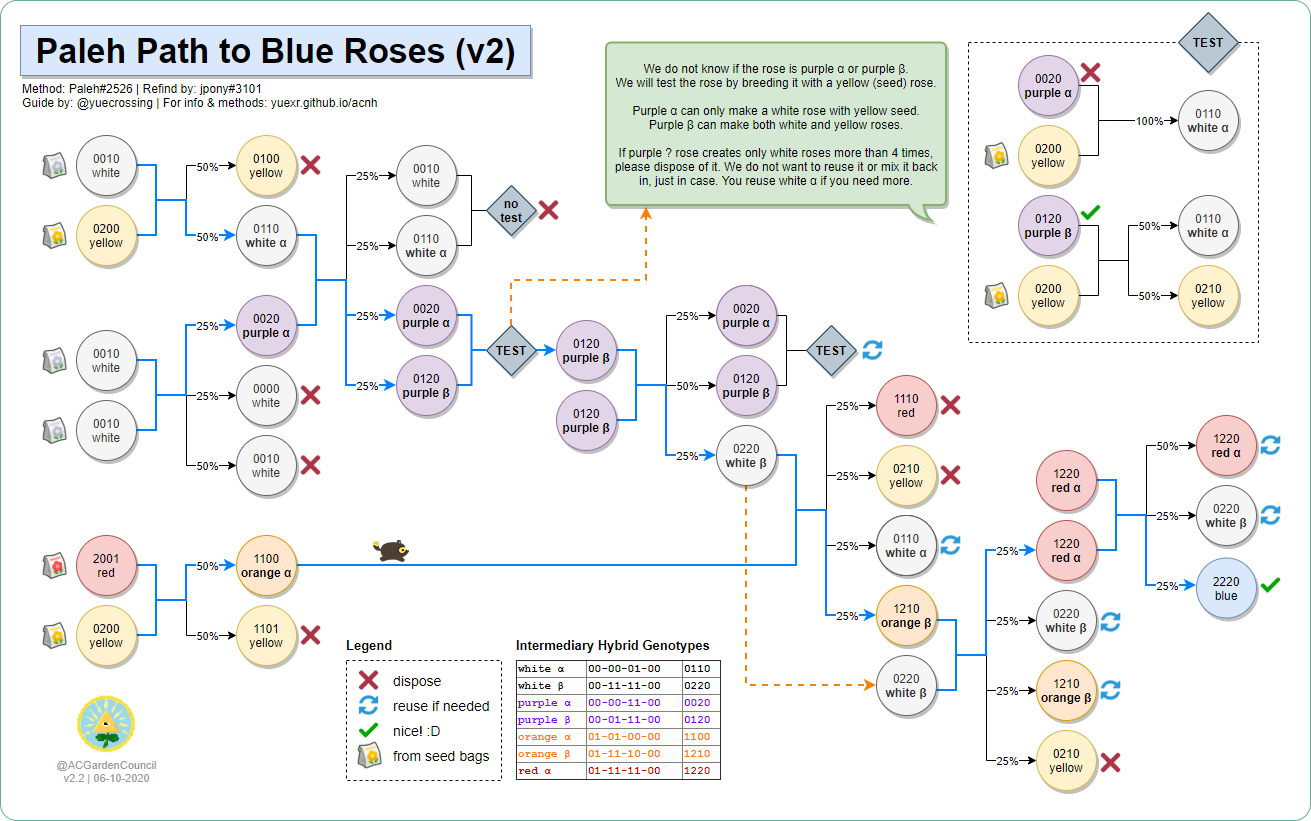 Paleh Path to Blue Roses (v2)
Method: Paleh#2526 | Refind by: jpony#3101
Guide by: @yuecrossing | For info & methods: yuexr.github.io/acnh
We do not know if the rose is purple α or purple β.
We will test the rose by breeding it with a yellow (seed) rose.
Purple α can only make a white rose with yellow seed.
Purple β can make both white and yellow roses.
If purple ? rose creates only white roses more than 4 times,
please dispose of it. We do not want to reuse it or mix it back
in, just in case. You reuse white α if you need more.
TEST
0020
purple α
0200
yellow
100%
0110
white α
0120
purple β
0200
yellow
50%
0110
white α
50%
0210
yellow
0010
white
0200
yellow
50%
0100
yellow
50%
0110
white α
0010
white
0010
white
25%
0020
purple α
25%
0000
white
50%
0010
white
2001
red
0200
yellow
50%
1100
orange α
50%
1101
yellow
25%
0010
white
25%
0110
white α
no
test
25%
0020
purple α
25%
0120
purple β
TEST
0120
purple β
0120
purple β
25%
0020
purple α
50%
0120
purple β
TEST
25%
0220
white β
25%
1110
red
25%
0210
yellow
25%
0110
white α
25%
1210
orange β
0220
white β
1220
red α
25%
1220
red α
25%
0220
white β
25%
1210
orange β
25%
0210
yellow
50%
1220
red α
25%
0220
white β
25%
2220
blue
Legend
dispose
reuse if needed
nice! :D
from seed bags
Intermediary Hybrid Genotypes
white α 00-00-01-00 0110
white β 00-11-11-00 0220
purple α 00-00-11-00 0020
purple β 00-01-11-00 0120
orange α 01-01-00-00 1100
orange β 01-11-10-00 1210
red α 01-11-11-00 1220
@ACGardenCouncil
v2.2 | 06-10-2020